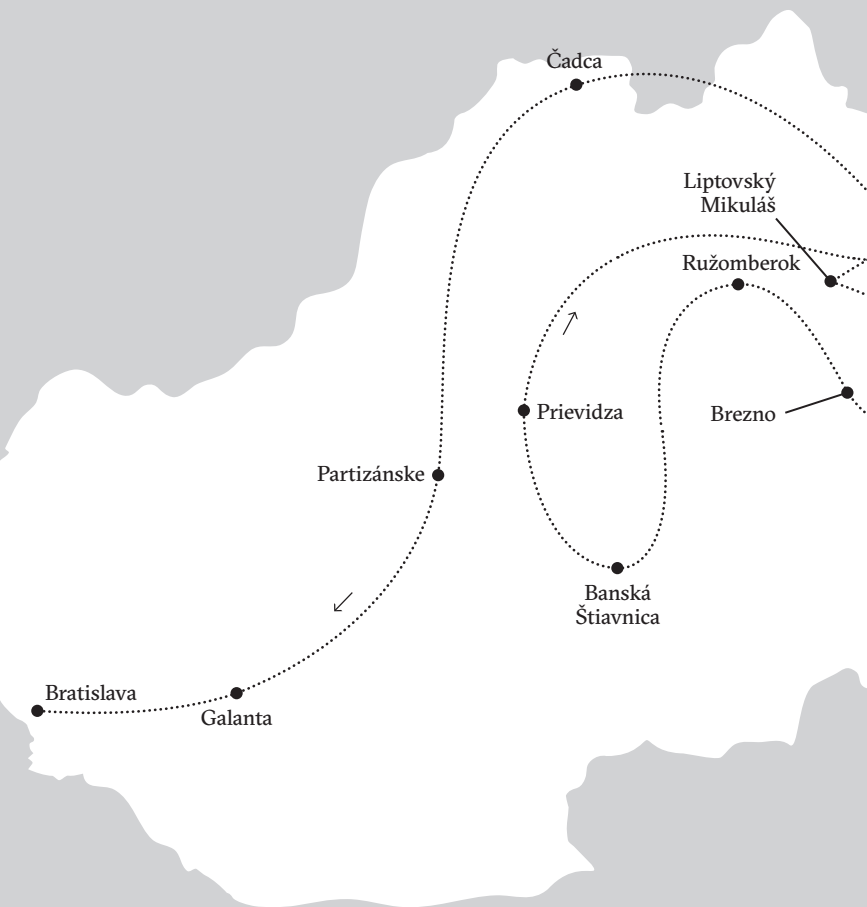 Čadca
Liptovský
Mikuláš
Ružomberok
Prievidza
Brezno
Partizánske
Banská
Štiavnica
Bratislava
Galanta